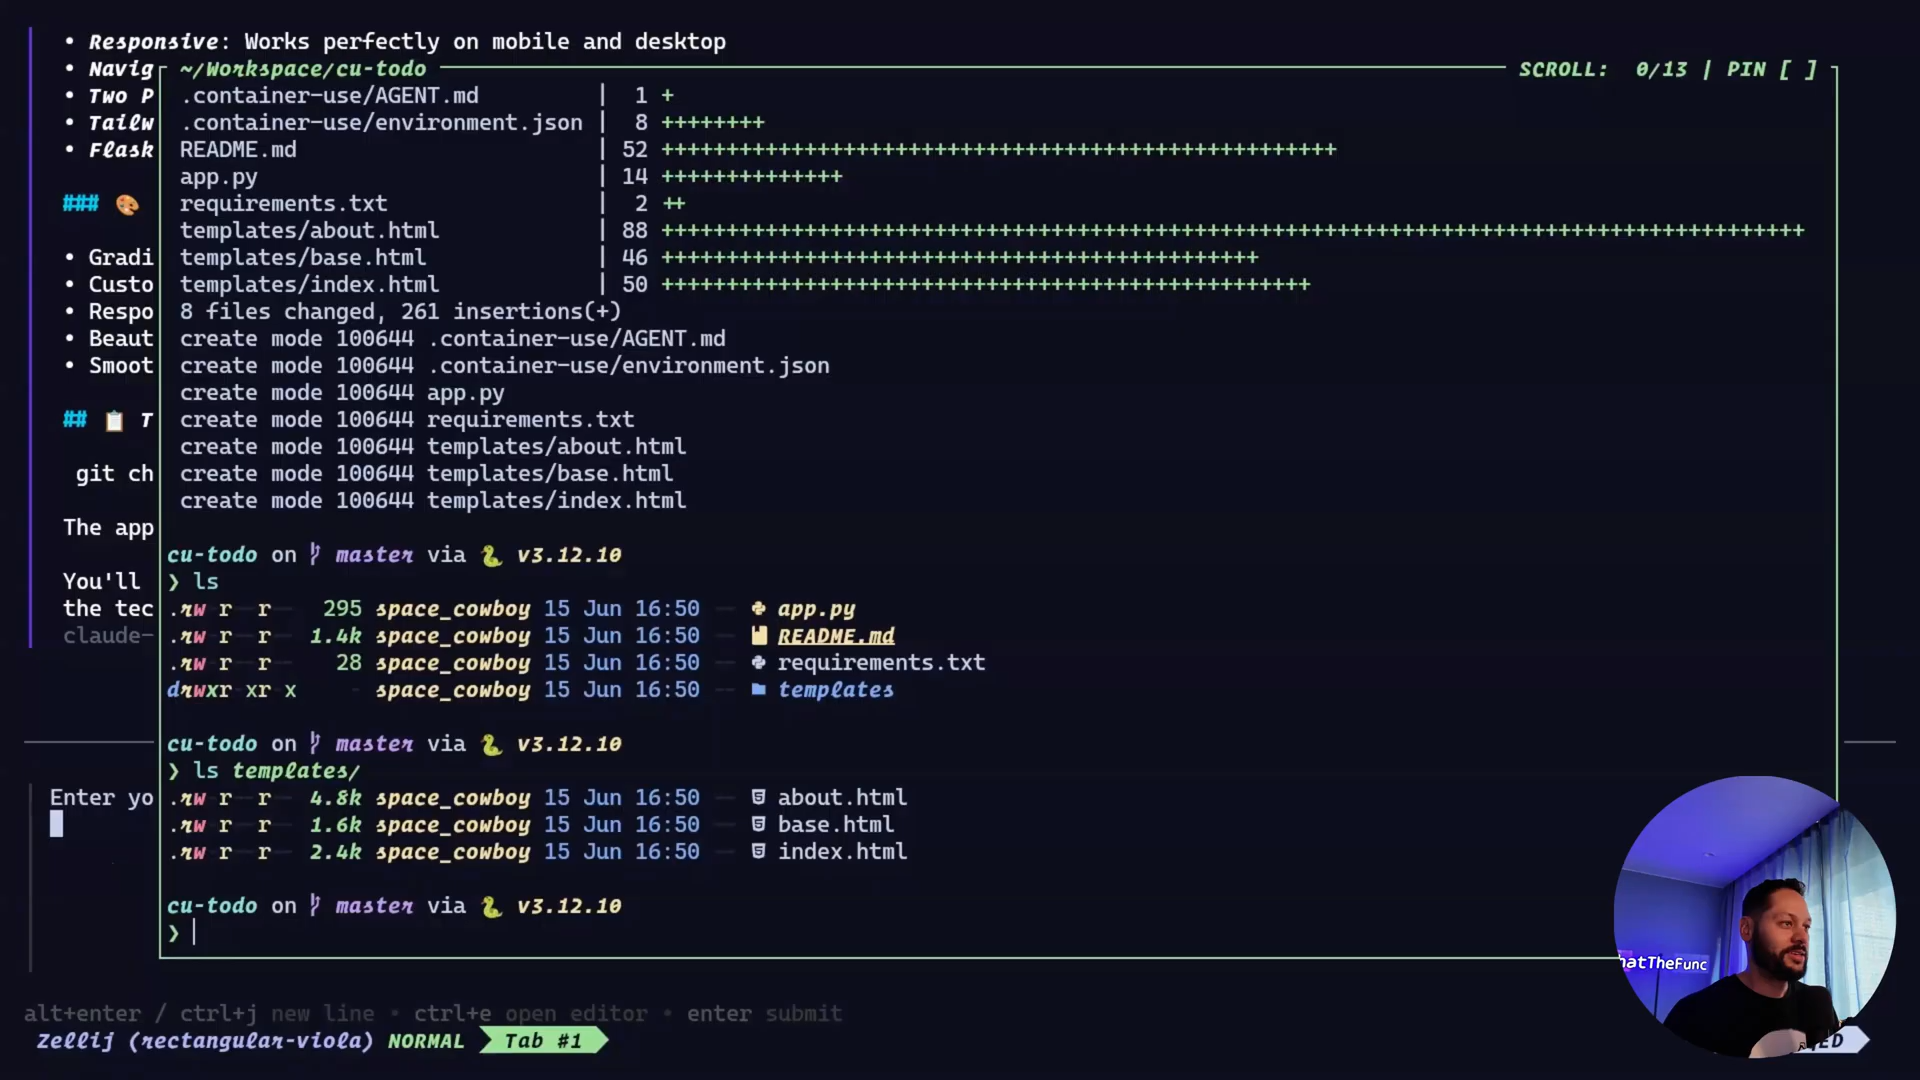 • Responsive: Works perfectly on mobile and desktop
• Navig
• Two P
• Tailw
• Flask
### 🎨
• Gradi
• Custo
• Respo
• Beaut
• Smoot
## 📋 T
git ch
The app
You'll
the tec
claude-
~/Workspace/cu-todo SCROLL: 0/13 | PIN [ ]
.container-use/AGENT.md | 1 +
.container-use/environment.json | 8 ++++++++
README.md | 52 ++++++++++++++++++++++++++++++++++++++++++++++++++++
app.py | 14 ++++++++++++++
requirements.txt | 2 ++
templates/about.html | 88 ++++++++++++++++++++++++++++++++++++++++++++++++++++++++++++++++++++++++++++++++++++++++
templates/base.html | 46 ++++++++++++++++++++++++++++++++++++++++++++++
templates/index.html | 50 ++++++++++++++++++++++++++++++++++++++++++++++++++
8 files changed, 261 insertions(+)
create mode 100644 .container-use/AGENT.md
create mode 100644 .container-use/environment.json
create mode 100644 app.py
create mode 100644 requirements.txt
create mode 100644 templates/about.html
create mode 100644 templates/base.html
create mode 100644 templates/index.html
cu-todo on master via 🐍 v3.12.10
❯ ls
.rw-r--r-- 295 space_cowboy 15 Jun 16:50 -- app.py
.rw-r--r-- 1.4k space_cowboy 15 Jun 16:50 -- README.md
.rw-r--r-- 28 space_cowboy 15 Jun 16:50 -- requirements.txt
drwxr-xr-x - space_cowboy 15 Jun 16:50 -- templates
cu-todo on master via 🐍 v3.12.10
❯ ls templates/
.rw-r--r-- 4.8k space_cowboy 15 Jun 16:50 -- about.html
.rw-r--r-- 1.6k space_cowboy 15 Jun 16:50 -- base.html
.rw-r--r-- 2.4k space_cowboy 15 Jun 16:50 -- index.html
cu-todo on master via 🐍 v3.12.10
❯
Enter yo
hatTheFunc
alt+enter / ctrl+j new line • ctrl+e open editor • enter submit
Zellij (rectangular-viola) NORMAL Tab #1